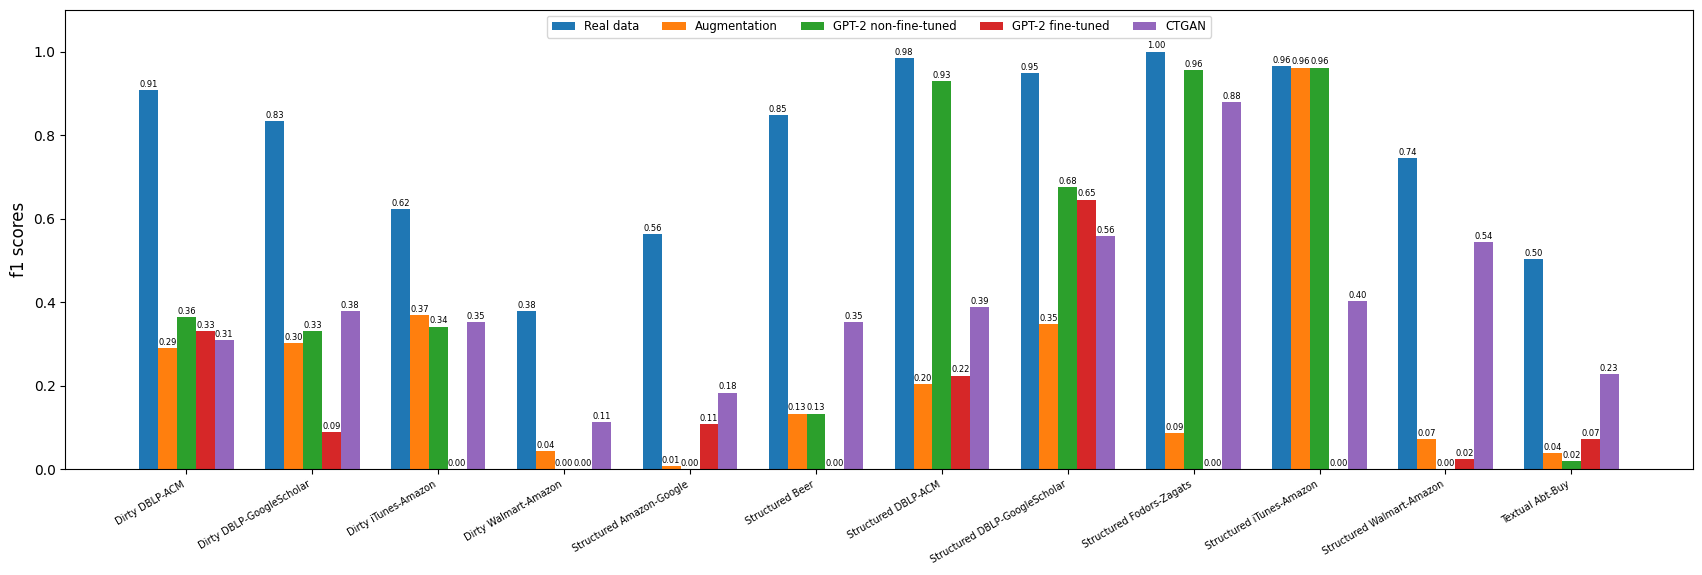 Real data Augmentation GPT-2 non-fine-tuned GPT-2 fine-tuned CTGAN
f1 scores
1.0
0.8
0.6
0.4
0.2
0.0
0.91 0.29 0.36 0.33 0.31
0.83 0.30 0.33 0.09 0.38
0.62 0.37 0.34 0.00 0.35
0.38 0.04 0.00 0.00 0.11
0.56 0.01 0.00 0.11 0.18
0.85 0.13 0.13 0.00 0.35
0.98 0.20 0.93 0.22 0.39
0.95 0.35 0.68 0.65 0.56
1.00 0.09 0.96 0.00 0.88
0.96 0.96 0.96 0.00 0.40
0.74 0.07 0.00 0.02 0.54
0.50 0.04 0.02 0.07 0.23
Dirty DBLP-ACM
Dirty DBLP-GoogleScholar
Dirty iTunes-Amazon
Dirty Walmart-Amazon
Structured Amazon-Google
Structured Beer
Structured DBLP-ACM
Structured DBLP-GoogleScholar
Structured Fodors-Zagats
Structured iTunes-Amazon
Structured Walmart-Amazon
Textual Abt-Buy